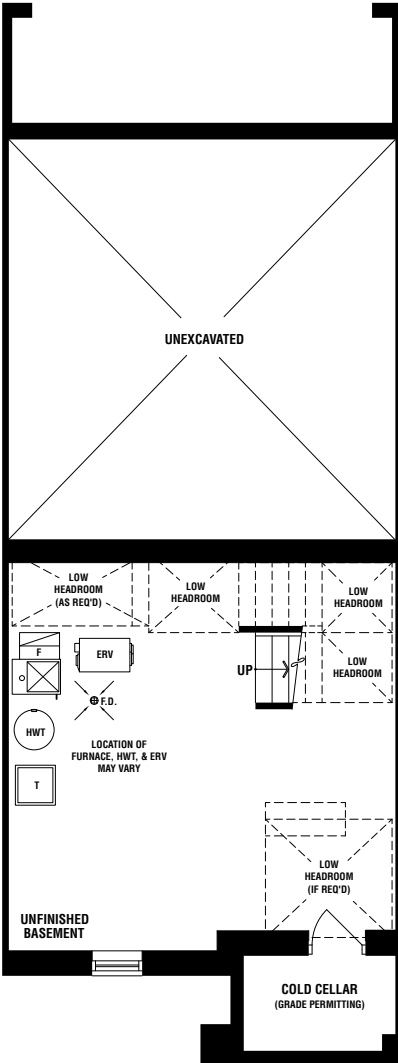 UNEXCAVATED
LOW
HEADROOM
(AS REQ'D)
LOW
HEADROOM
LOW
HEADROOM
F
ERV
UP
LOW
HEADROOM
F.D.
HWT
LOCATION OF
FURNACE, HWT, & ERV
MAY VARY
T
LOW
HEADROOM
(IF REQ'D)
UNFINISHED
BASEMENT
COLD CELLAR
(GRADE PERMITTING)